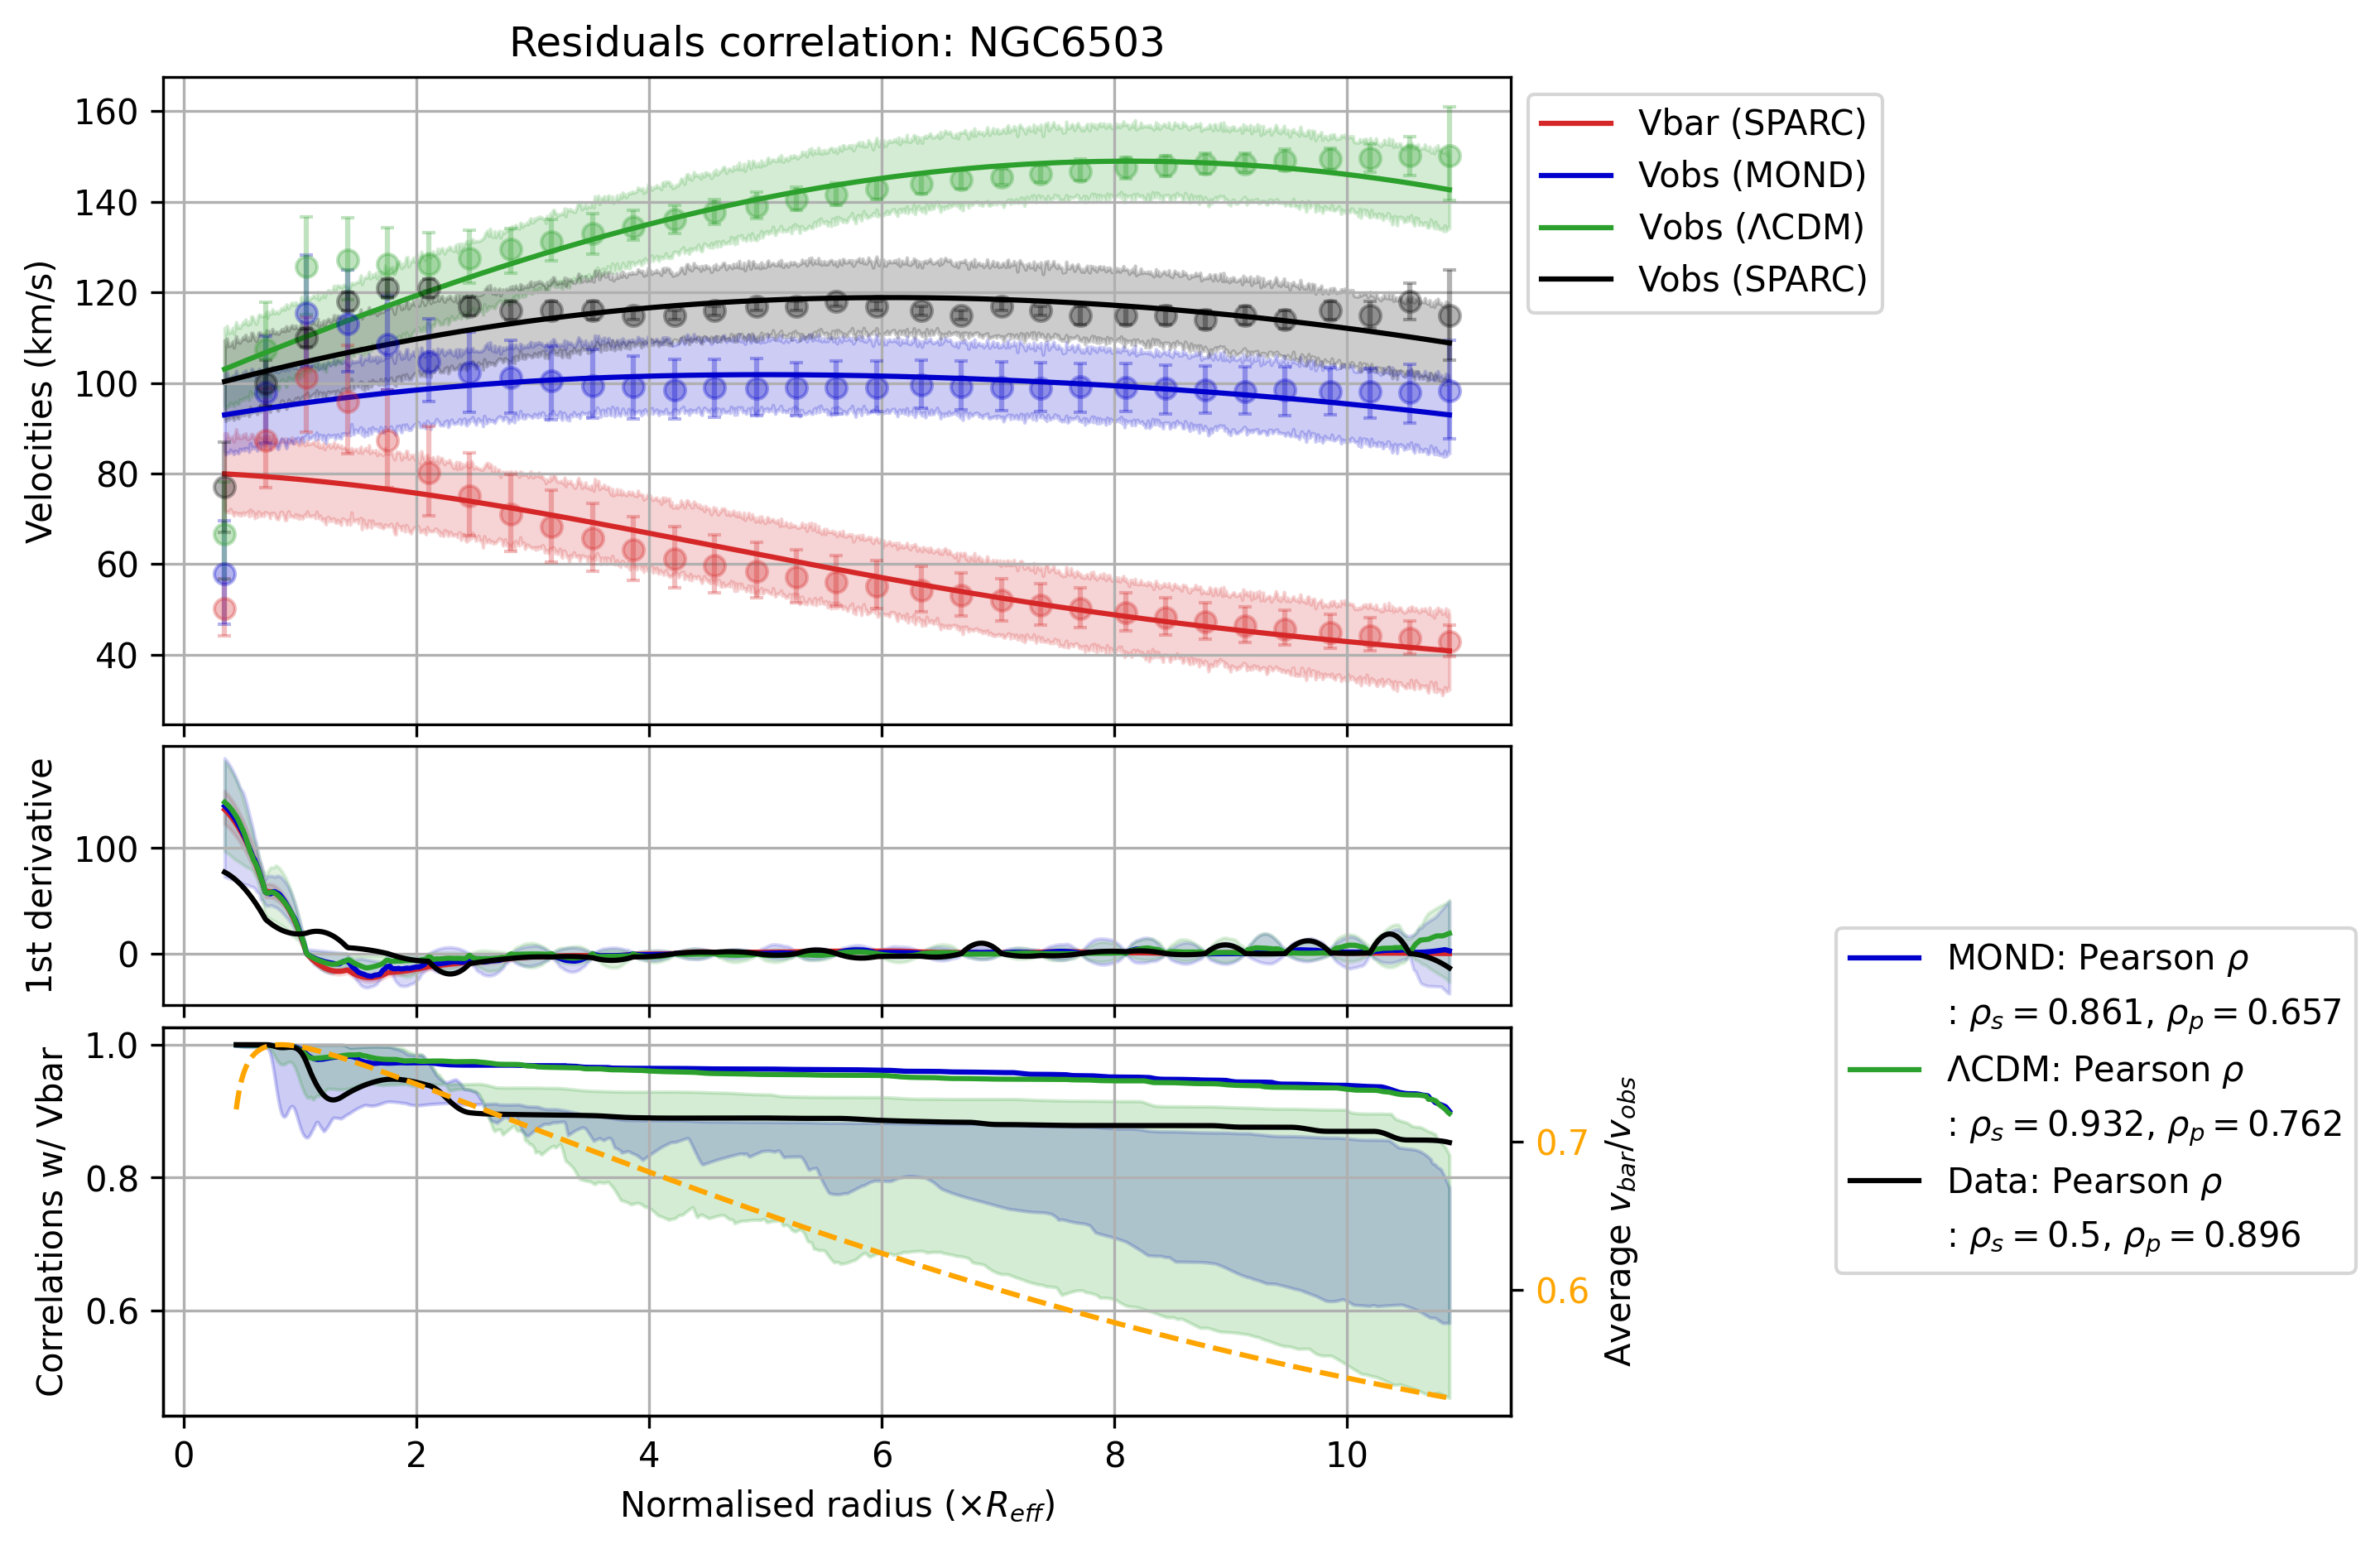 Residuals correlation: NGC6503
Velocities (km/s)
160
140
120
100
80
60
40
Vbar (SPARC)
Vobs (MOND)
Vobs (ΛCDM)
Vobs (SPARC)
1st derivative
100
0
Correlations w/ Vbar
1.0
0.8
0.6
0.7
0.6
Average v_bar/v_obs
MOND: Pearson ρ
: ρ_s = 0.861, ρ_p = 0.657
ΛCDM: Pearson ρ
: ρ_s = 0.932, ρ_p = 0.762
Data: Pearson ρ
: ρ_s = 0.5, ρ_p = 0.896
0 2 4 6 8 10
Normalised radius (×R_eff)